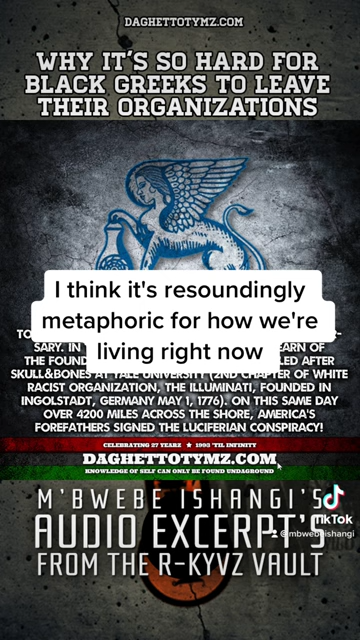 DAGHETTOTYMZ.COM
WHY IT'S SO HARD FOR
BLACK GREEKS TO LEAVE
THEIR ORGANIZATIONS
I think it's resoundingly
metaphoric for how we're
living right now
SARY. IN
EARN OF
THE FOUND
LED AFTER
SKULL&BONES AT YALE UNIVERSITY (2ND CHAPTER OF WHITE
RACIST ORGANIZATION, THE ILLUMINATI, FOUNDED IN
INGOLSTADT, GERMANY MAY 1, 1776). ON THIS SAME DAY
OVER 4200 MILES ACROSS THE SHORE, AMERICA'S
FOREFATHERS SIGNED THE LUCIFERIAN CONSPIRACY!
CELEBRATING 27 YEARZ ★ 1993 'TIL INFINITY
DAGHETTOTYMZ.COM
KNOWLEDGE OF SELF CAN ONLY BE FOUND UNDAGROUND
M'BWEBE ISHANGI'S
AUDIO EXCERPT'S
FROM THE R-KYVZ VAULT
TikTok
@mbwebeishangi